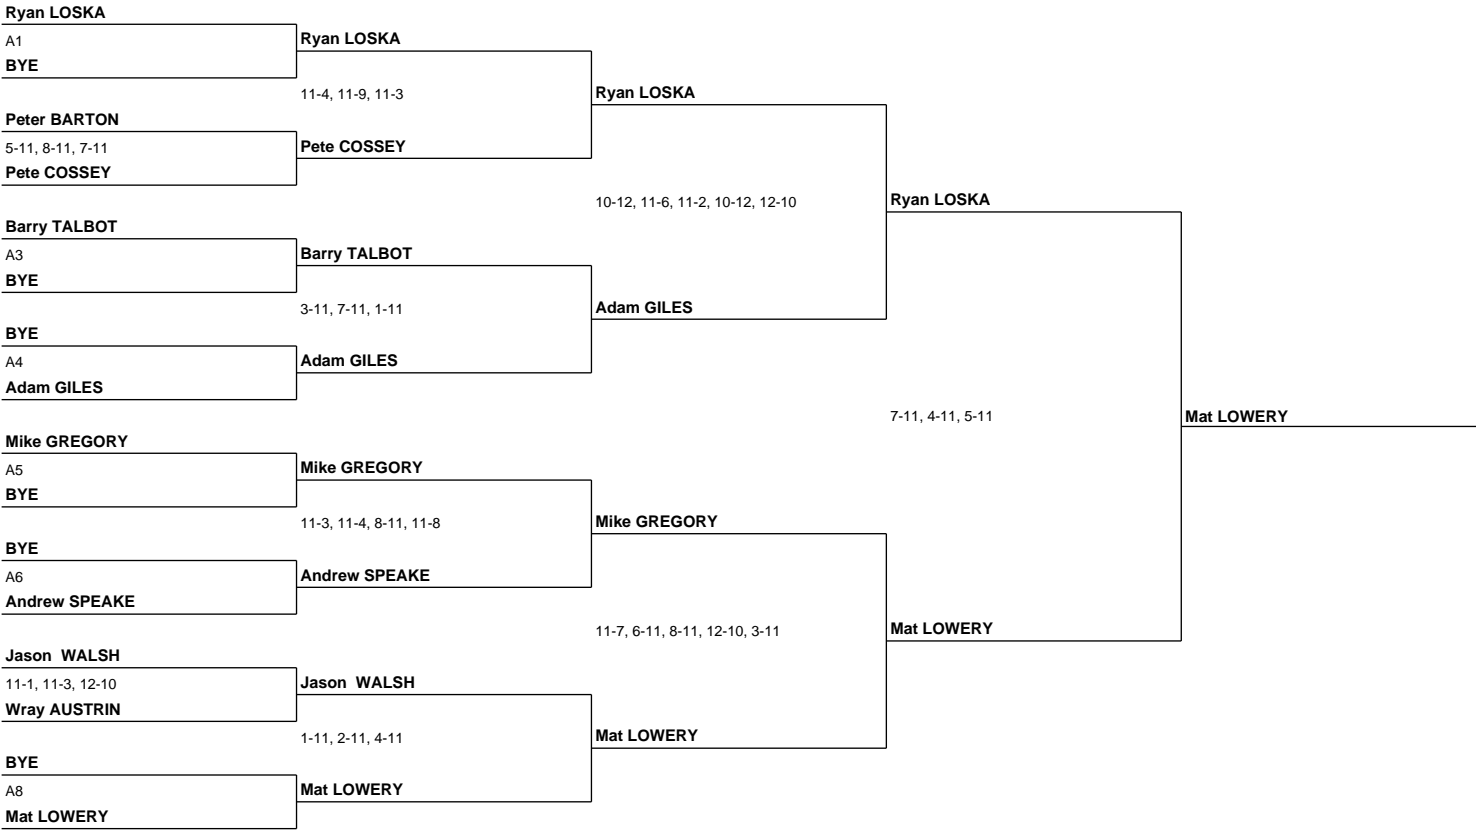 Ryan LOSKA
A1
BYE
Peter BARTON
5-11, 8-11, 7-11
Pete COSSEY
Barry TALBOT
A3
BYE
BYE
A4
Adam GILES
Mike GREGORY
A5
BYE
BYE
A6
Andrew SPEAKE
Jason  WALSH
11-1, 11-3, 12-10
Wray AUSTRIN
BYE
A8
Mat LOWERY
Ryan LOSKA
11-4, 11-9, 11-3
Pete COSSEY
Barry TALBOT
3-11, 7-11, 1-11
Adam GILES
Mike GREGORY
11-3, 11-4, 8-11, 11-8
Andrew SPEAKE
Jason  WALSH
1-11, 2-11, 4-11
Mat LOWERY
Ryan LOSKA
10-12, 11-6, 11-2, 10-12, 12-10
Adam GILES
Mike GREGORY
11-7, 6-11, 8-11, 12-10, 3-11
Mat LOWERY
Ryan LOSKA
7-11, 4-11, 5-11
Mat LOWERY
Mat LOWERY